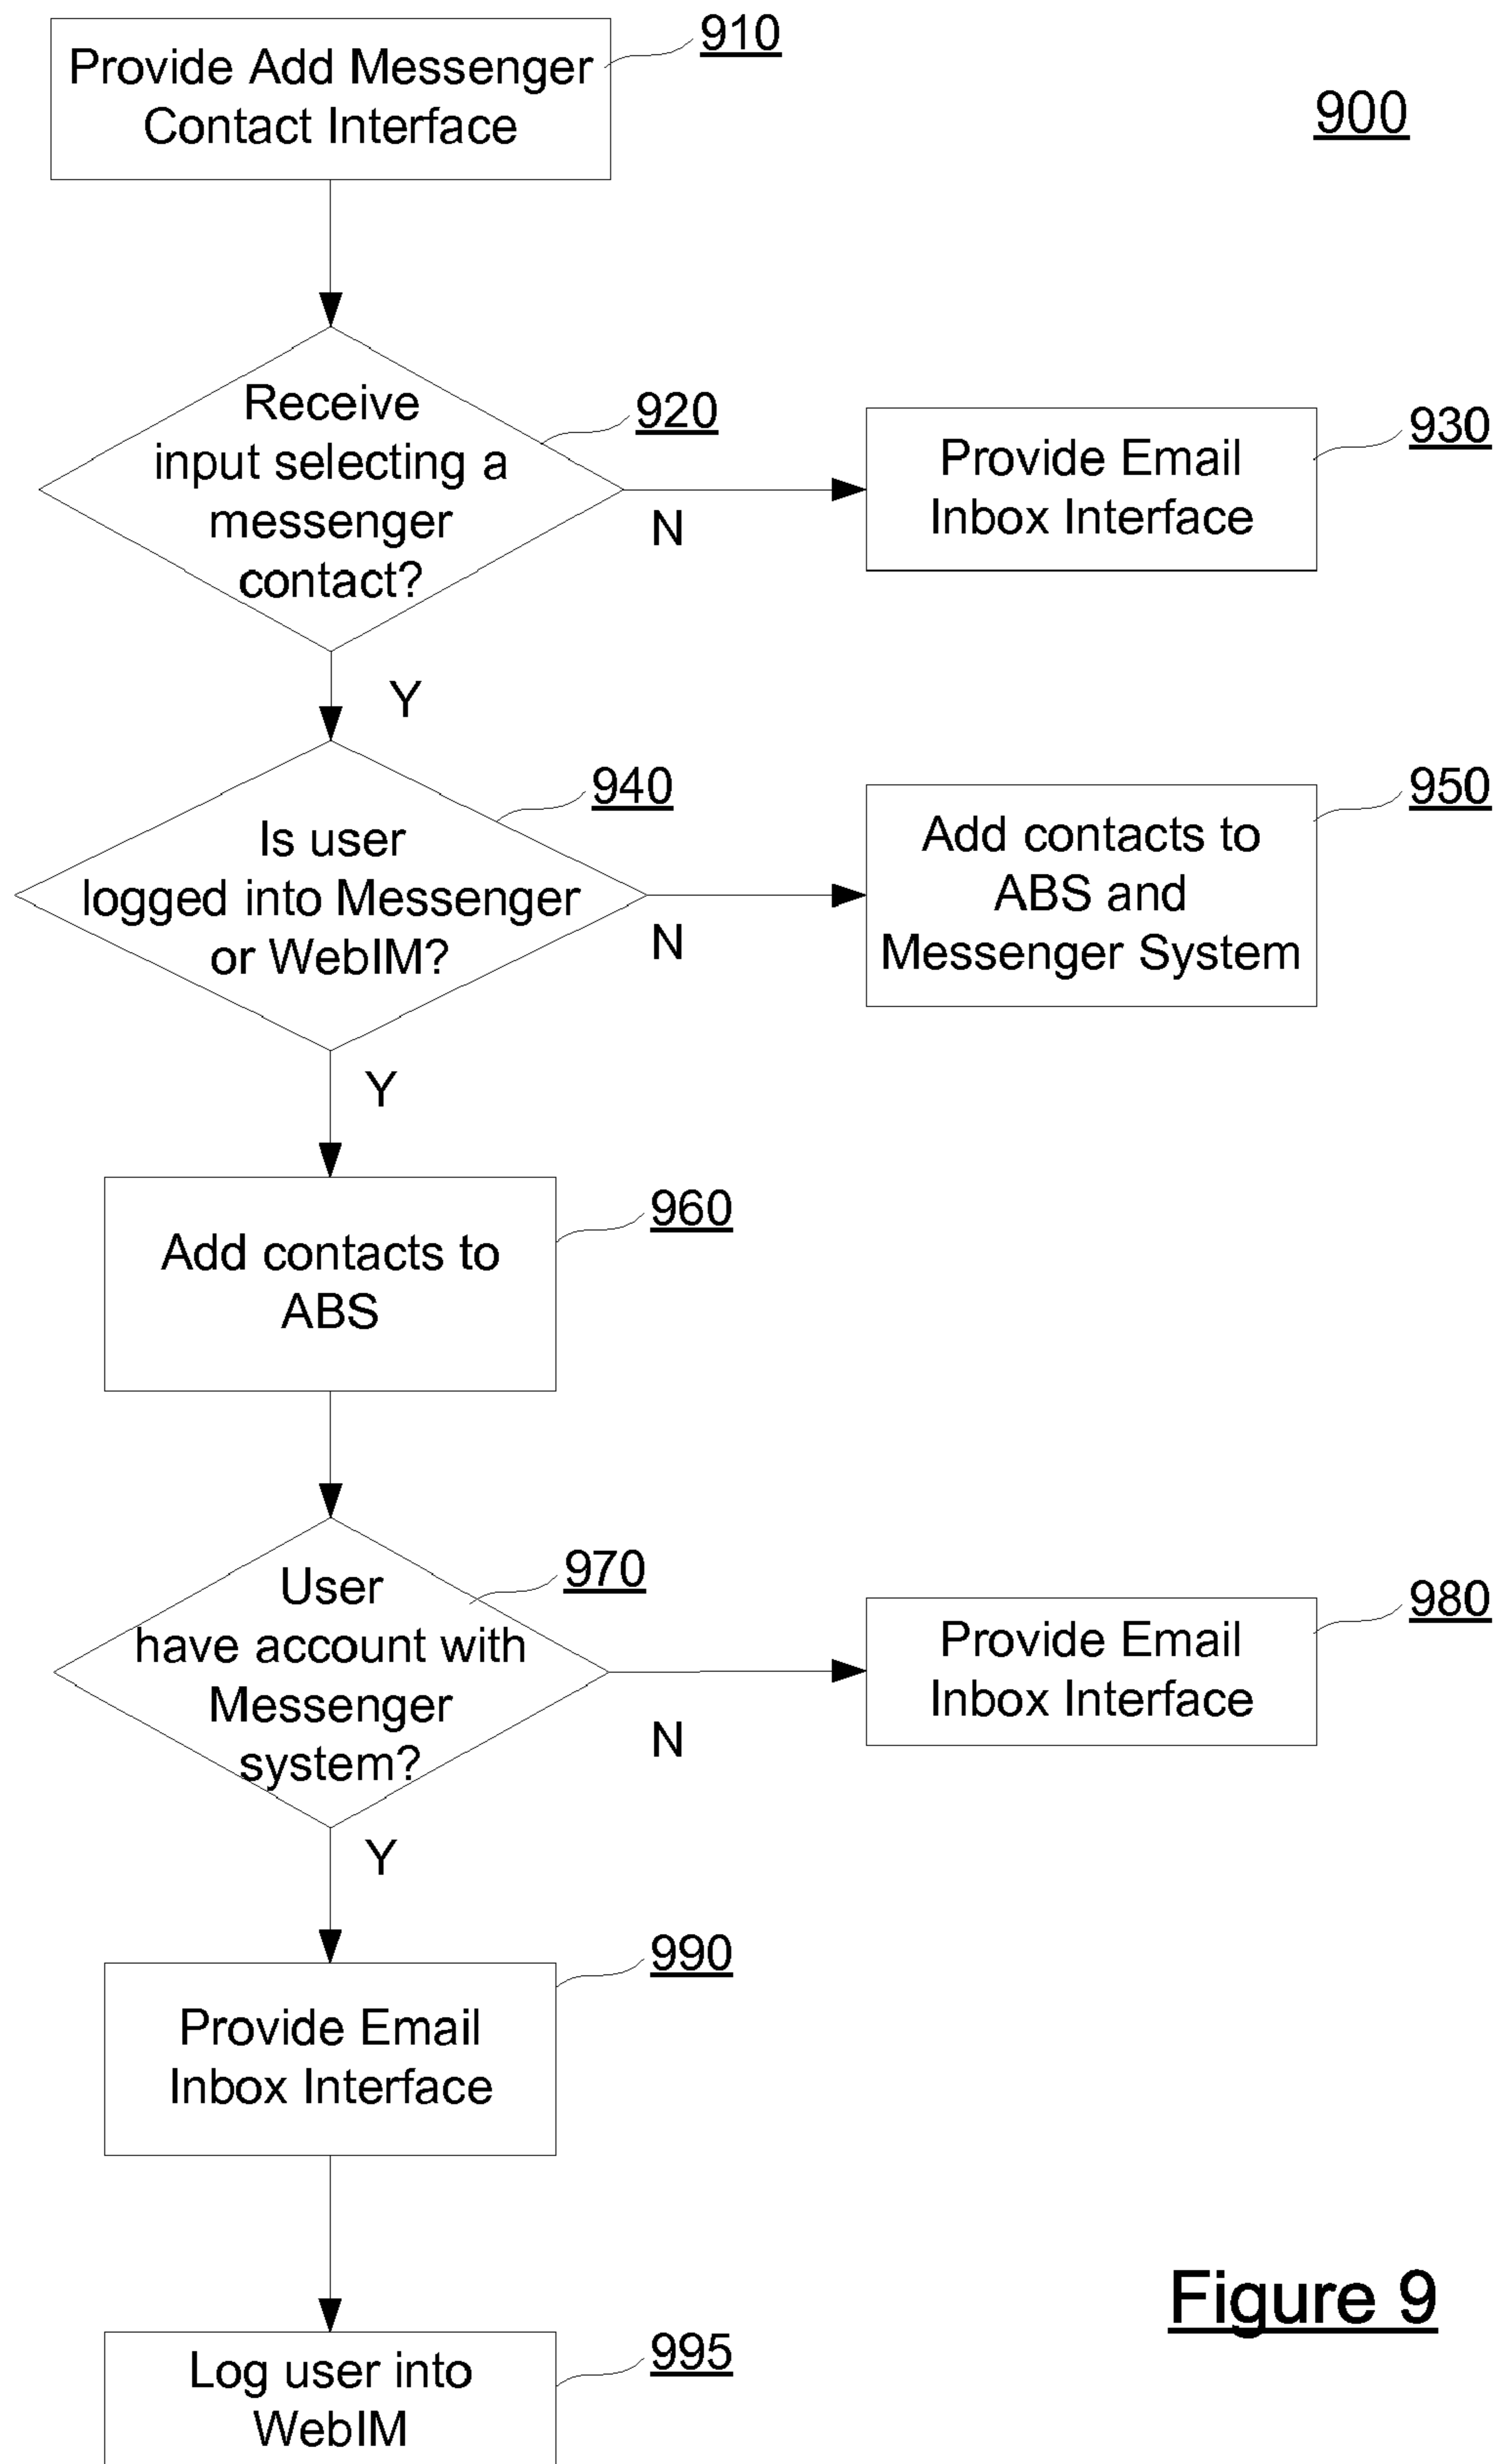 910
Provide Add Messenger
Contact Interface
900
Receive
input selecting a
messenger
contact?
920
N
930
Provide Email
Inbox Interface
Y
940
Is user
logged into Messenger
or WebIM?
N
950
Add contacts to
ABS and
Messenger System
Y
960
Add contacts to
ABS
970
User
have account with
Messenger
system?
N
980
Provide Email
Inbox Interface
Y
990
Provide Email
Inbox Interface
995
Log user into
WebIM
Figure 9